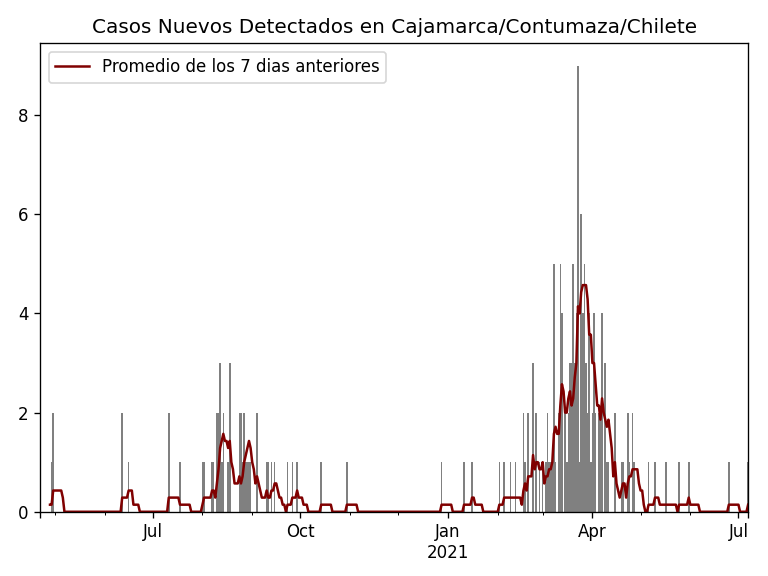 Casos Nuevos Detectados en Cajamarca/Contumaza/Chilete
Promedio de los 7 dias anteriores
8
6
4
2
0
Jul
Oct
Jan
2021
Apr
Jul